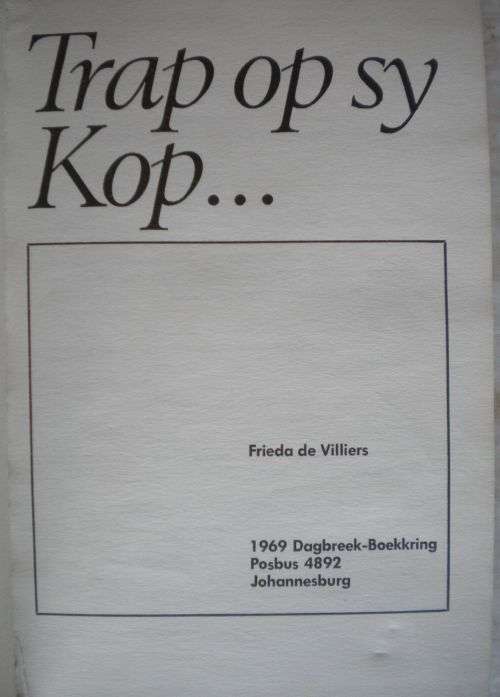 Trap op sy
Kop...
Frieda de Villiers
1969 Dagbreek-Boekkring
Posbus 4892
Johannesburg